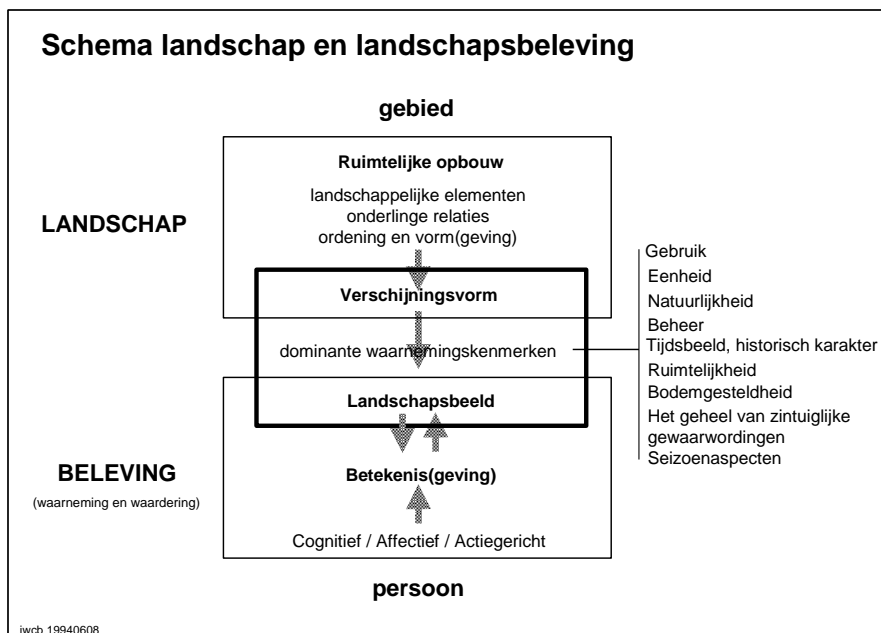 Schema landschap en landschapsbeleving
gebied
Ruimtelijke opbouw
landschappelijke elementen
onderlinge relaties
ordening en vorm(geving)
LANDSCHAP
Verschijningsvorm
dominante waarnemingskenmerken
Gebruik
Eenheid
Natuurlijkheid
Beheer
Tijdsbeeld, historisch karakter
Ruimtelijkheid
Bodemgesteldheid
Het geheel van zintuiglijke
gewaarwordingen
Seizoenaspecten
Landschapsbeeld
BELEVING
(waarneming en waardering)
Betekenis(geving)
Cognitief / Affectief / Actiegericht
persoon
iwcb 19940608